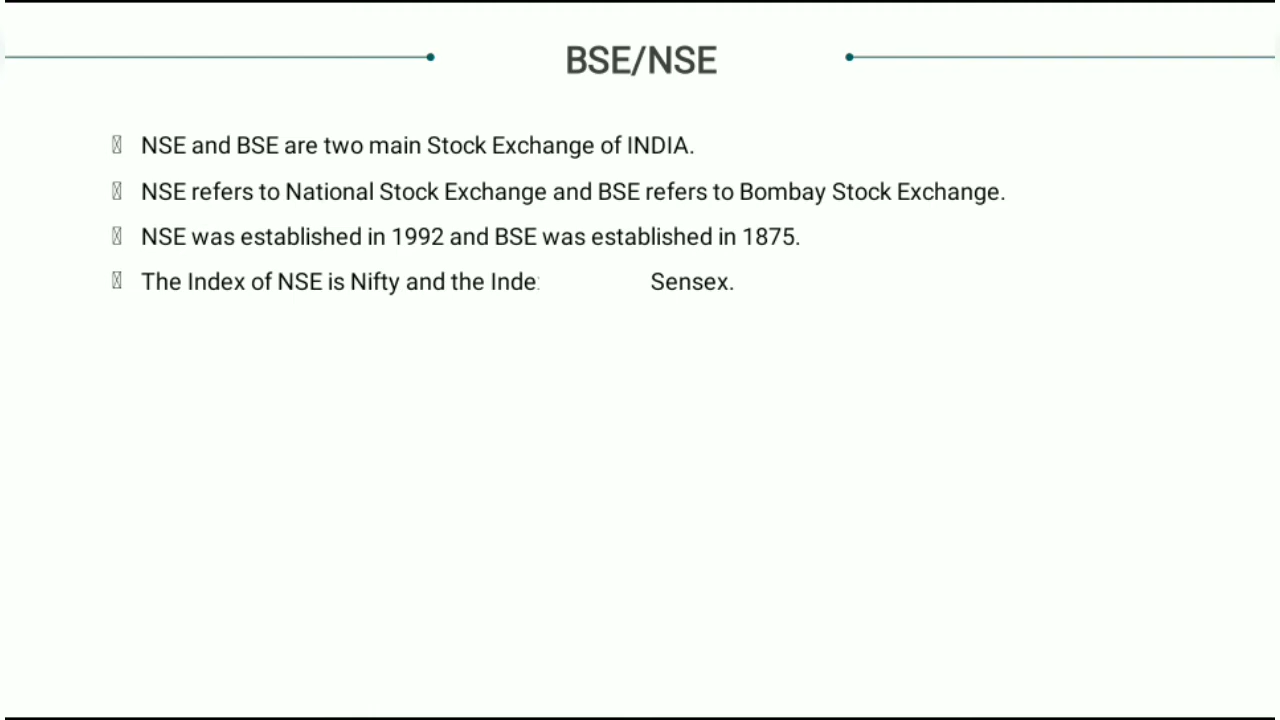 BSE/NSE
NSE and BSE are two main Stock Exchange of INDIA.
NSE refers to National Stock Exchange and BSE refers to Bombay Stock Exchange.
NSE was established in 1992 and BSE was established in 1875.
The Index of NSE is Nifty and the Inde Sensex.